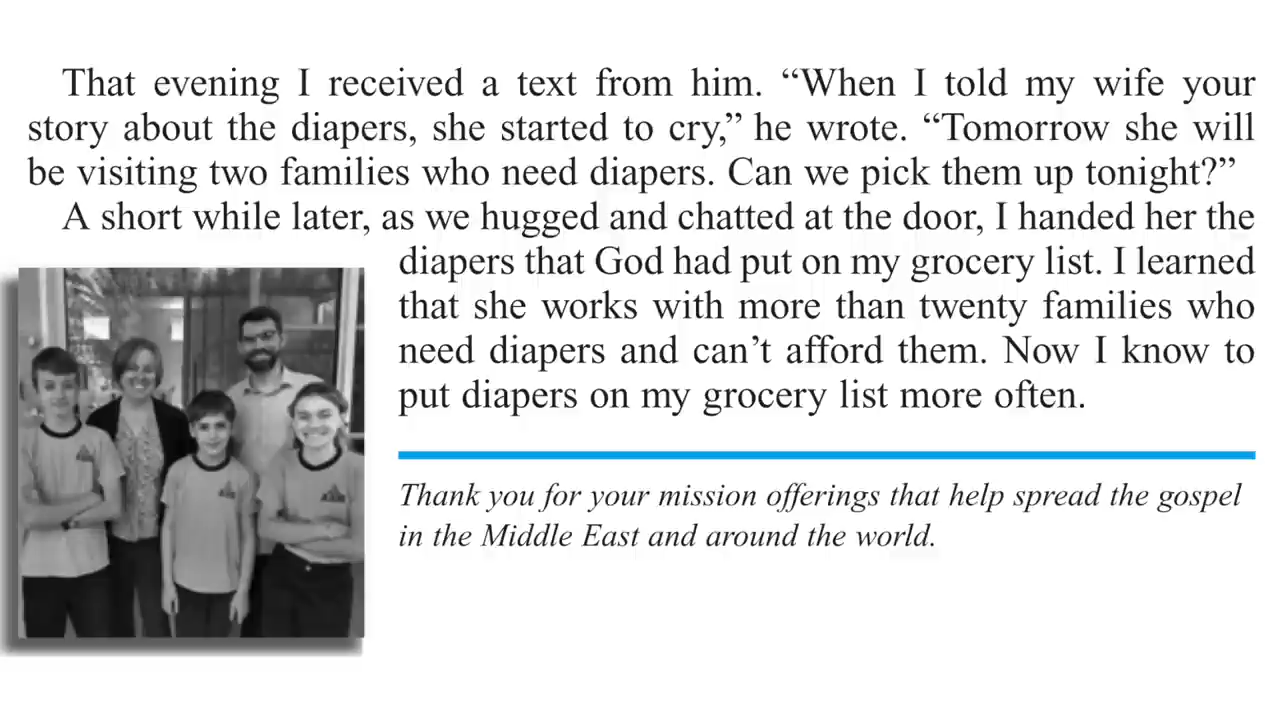 That evening I received a text from him. “When I told my wife your
story about the diapers, she started to cry,” he wrote. “Tomorrow she will
be visiting two families who need diapers. Can we pick them up tonight?”
A short while later, as we hugged and chatted at the door, I handed her the
diapers that God had put on my grocery list. I learned
that she works with more than twenty families who
need diapers and can’t afford them. Now I know to
put diapers on my grocery list more often.
Thank you for your mission offerings that help spread the gospel
in the Middle East and around the world.